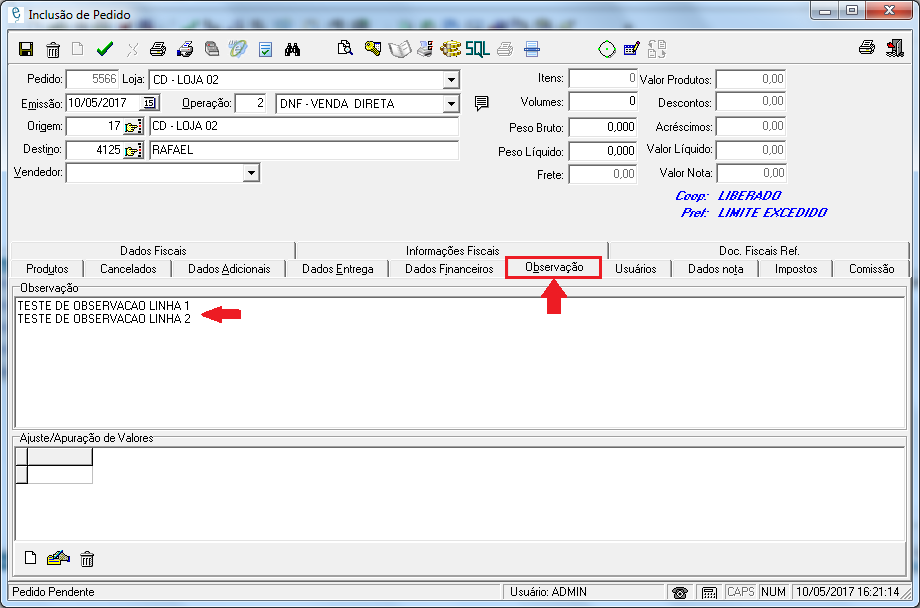 Inclusão de Pedido
SQL
Pedido: 5566 Loja: CD - LOJA 02
Emissão: 10/05/2017 15 Operação: 2 DNF - VENDA DIRETA
Origem: 17 CD - LOJA 02
Destino: 4125 RAFAEL
Vendedor:
Itens: 0 Valor Produtos: 0,00
Volumes: 0 Descontos: 0,00
Peso Bruto: 0,000 Acréscimos: 0,00
Peso Líquido: 0,000 Valor Líquido: 0,00
Frete: 0,00 Valor Nota: 0,00
Coop: LIBERADO
Pref: LIMITE EXCEDIDO
Dados Fiscais Informações Fiscais Doc. Fiscais Ref.
Produtos Cancelados Dados Adicionais Dados Entrega Dados Financeiros Observação Usuários Dados nota Impostos Comissão
Observação
TESTE DE OBSERVACAO LINHA 1
TESTE DE OBSERVACAO LINHA 2
Ajuste/Apuração de Valores
Pedido Pendente Usuário: ADMIN CAPS NUM 10/05/2017 16:21:14